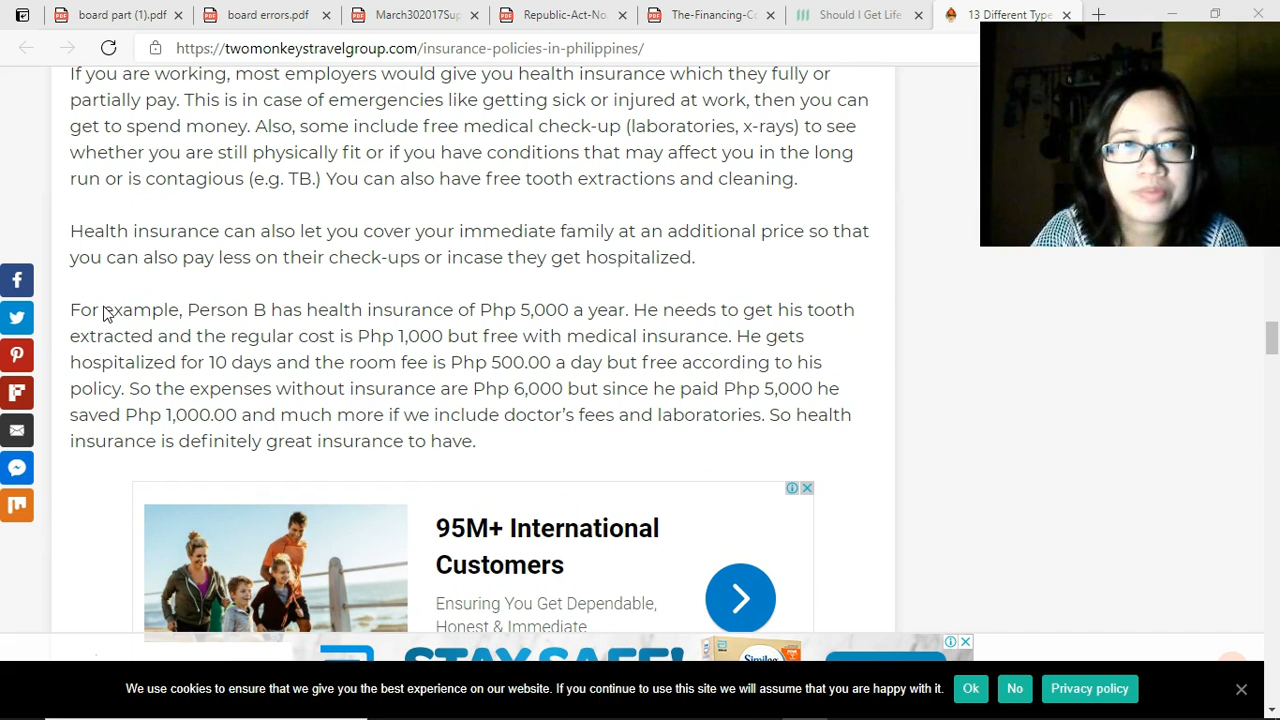 board part (1).pdf
board errors.pdf
March302017Sup
Republic-Act-No
The-Financing-Co
Should I Get Life
13 Different Type
https://twomonkeystravelgroup.com/insurance-policies-in-philippines/
If you are working, most employers would give you health insurance which they fully or
partially pay. This is in case of emergencies like getting sick or injured at work, then you can
get to spend money. Also, some include free medical check-up (laboratories, x-rays) to see
whether you are still physically fit or if you have conditions that may affect you in the long
run or is contagious (e.g. TB.) You can also have free tooth extractions and cleaning.
Health insurance can also let you cover your immediate family at an additional price so that
you can also pay less on their check-ups or incase they get hospitalized.
For example, Person B has health insurance of Php 5,000 a year. He needs to get his tooth
extracted and the regular cost is Php 1,000 but free with medical insurance. He gets
hospitalized for 10 days and the room fee is Php 500.00 a day but free according to his
policy. So the expenses without insurance are Php 6,000 but since he paid Php 5,000 he
saved Php 1,000.00 and much more if we include doctor's fees and laboratories. So health
insurance is definitely great insurance to have.
95M+ International
Customers
Ensuring You Get Dependable,
Honest & Immediate
STAY SAFE!
Similac
We use cookies to ensure that we give you the best experience on our website. If you continue to use this site we will assume that you are happy with it.
Ok
No
Privacy policy